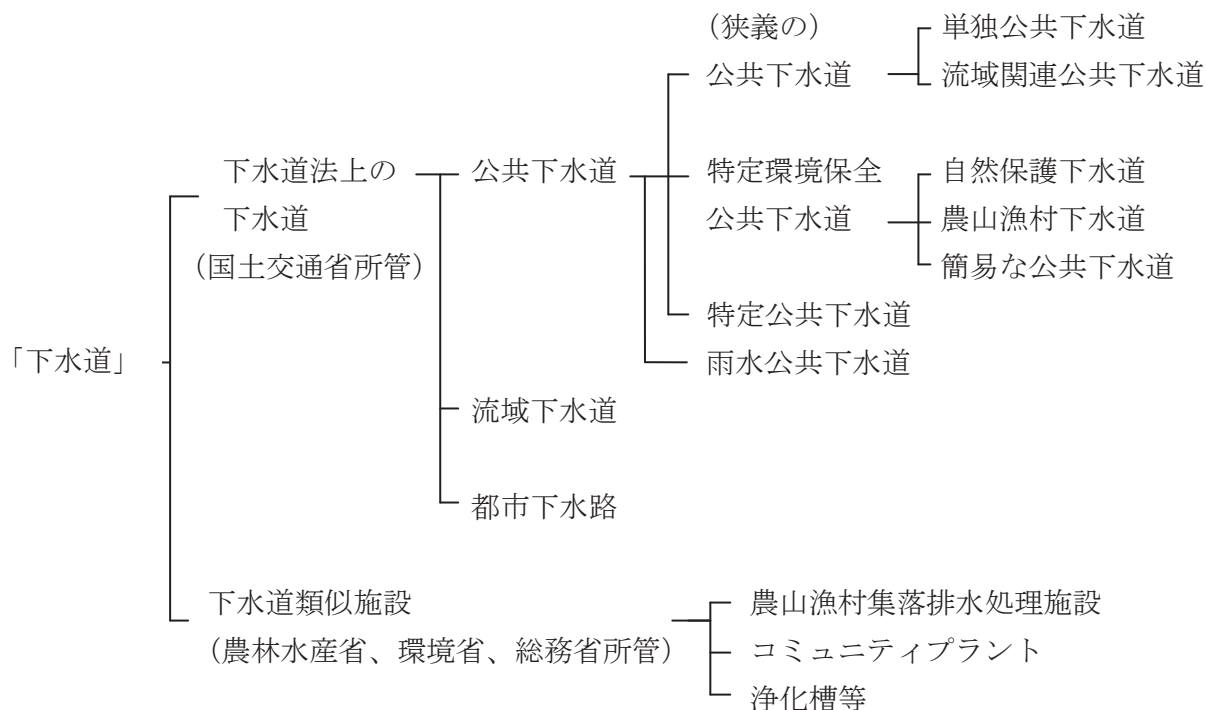 (狭義の)
単独公共下水道
公共下水道
流域関連公共下水道
下水道法上の
公共下水道
特定環境保全
自然保護下水道
下水道
公共下水道
農山漁村下水道
(国土交通省所管)
簡易な公共下水道
特定公共下水道
「下水道」
雨水公共下水道
流域下水道
都市下水路
下水道類似施設
農山漁村集落排水処理施設
(農林水産省、環境省、総務省所管)
コミュニティプラント
浄化槽等